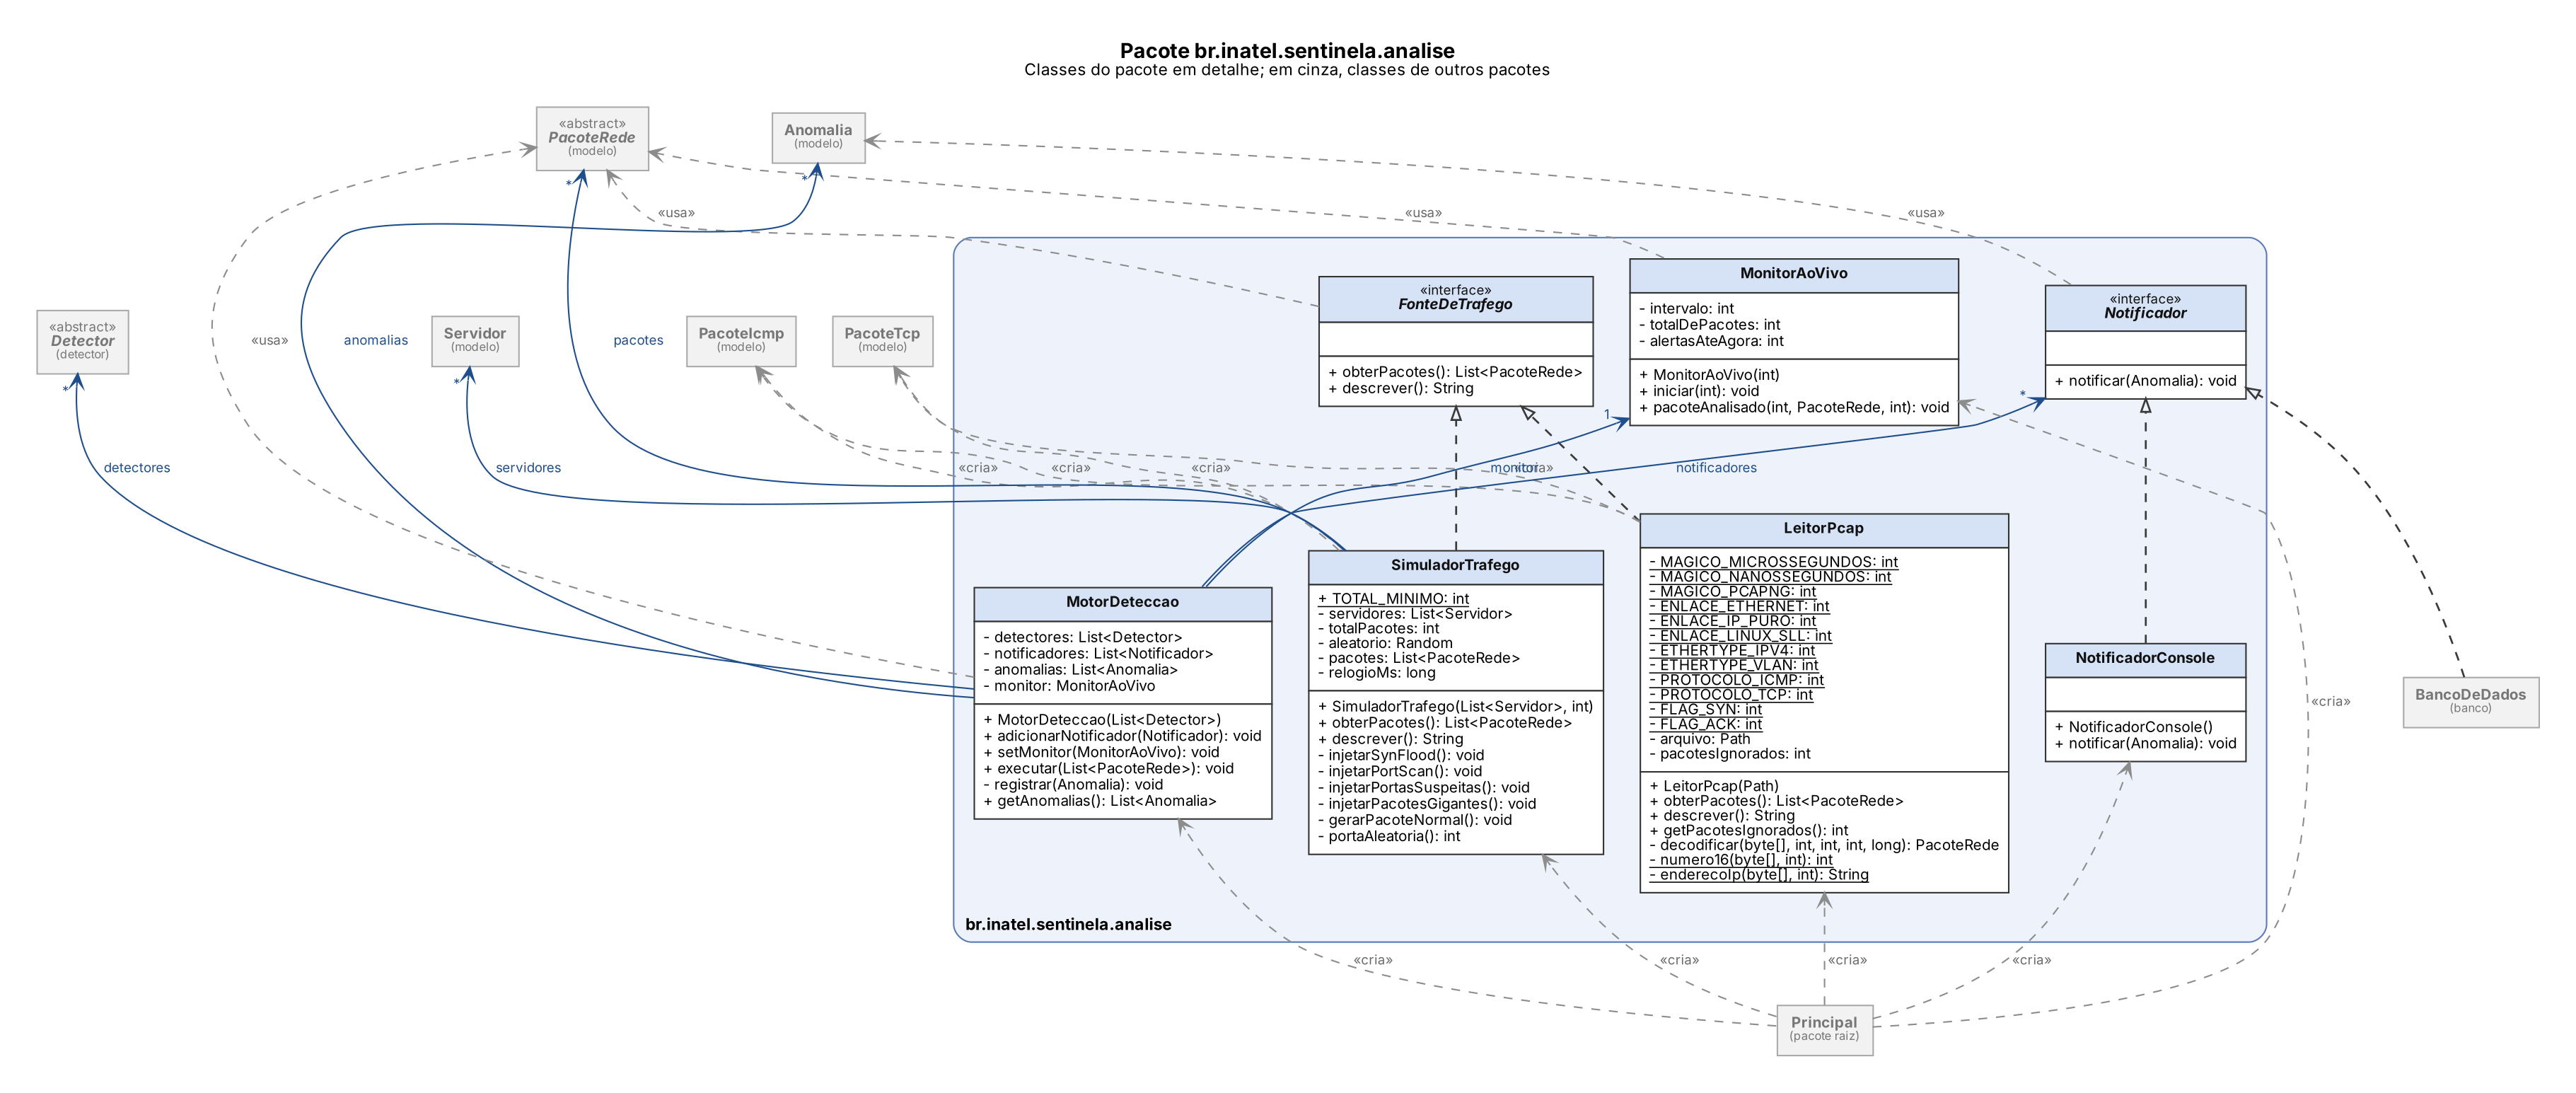 Pacote br.inatel.sentinela.analise
Classes do pacote em detalhe; em cinza, classes de outros pacotes
«abstract»
PacoteRede
(modelo)
Anomalia
(modelo)
*
*
«usa»
«usa»
«usa»
«abstract»
Detector
(detector)
*
«usa»
anomalias
Servidor
(modelo)
*
pacotes
PacoteIcmp
(modelo)
PacoteTcp
(modelo)
«interface»
FonteDeTrafego
+ obterPacotes(): List<PacoteRede>
+ descrever(): String
MonitorAoVivo
- intervalo: int
- totalDePacotes: int
- alertasAteAgora: int
+ MonitorAoVivo(int)
+ iniciar(int): void
+ pacoteAnalisado(int, PacoteRede, int): void
«interface»
Notificador
+ notificar(Anomalia): void
1
*
detectores
servidores
«cria»
«cria»
«cria»
monitor
«cria»
notificadores
MotorDeteccao
- detectores: List<Detector>
- notificadores: List<Notificador>
- anomalias: List<Anomalia>
- monitor: MonitorAoVivo
+ MotorDeteccao(List<Detector>)
+ adicionarNotificador(Notificador): void
+ setMonitor(MonitorAoVivo): void
+ executar(List<PacoteRede>): void
- registrar(Anomalia): void
+ getAnomalias(): List<Anomalia>
SimuladorTrafego
+ TOTAL_MINIMO: int
- servidores: List<Servidor>
- totalPacotes: int
- aleatorio: Random
- pacotes: List<PacoteRede>
- relogioMs: long
+ SimuladorTrafego(List<Servidor>, int)
+ obterPacotes(): List<PacoteRede>
+ descrever(): String
- injetarSynFlood(): void
- injetarPortScan(): void
- injetarPortasSuspeitas(): void
- injetarPacotesGigantes(): void
- gerarPacoteNormal(): void
- portaAleatoria(): int
LeitorPcap
- MAGICO_MICROSSEGUNDOS: int
- MAGICO_NANOSSEGUNDOS: int
- MAGICO_PCAPNG: int
- ENLACE_ETHERNET: int
- ENLACE_IP_PURO: int
- ENLACE_LINUX_SLL: int
- ETHERTYPE_IPV4: int
- ETHERTYPE_VLAN: int
- PROTOCOLO_ICMP: int
- PROTOCOLO_TCP: int
- FLAG_SYN: int
- FLAG_ACK: int
- arquivo: Path
- pacotesIgnorados: int
+ LeitorPcap(Path)
+ obterPacotes(): List<PacoteRede>
+ descrever(): String
+ getPacotesIgnorados(): int
- decodificar(byte[], int, int, int, long): PacoteRede
- numero16(byte[], int): int
- enderecoIp(byte[], int): String
NotificadorConsole
+ NotificadorConsole()
+ notificar(Anomalia): void
«cria»
BancoDeDados
(banco)
br.inatel.sentinela.analise
«cria»
«cria»
«cria»
«cria»
Principal
(pacote raiz)